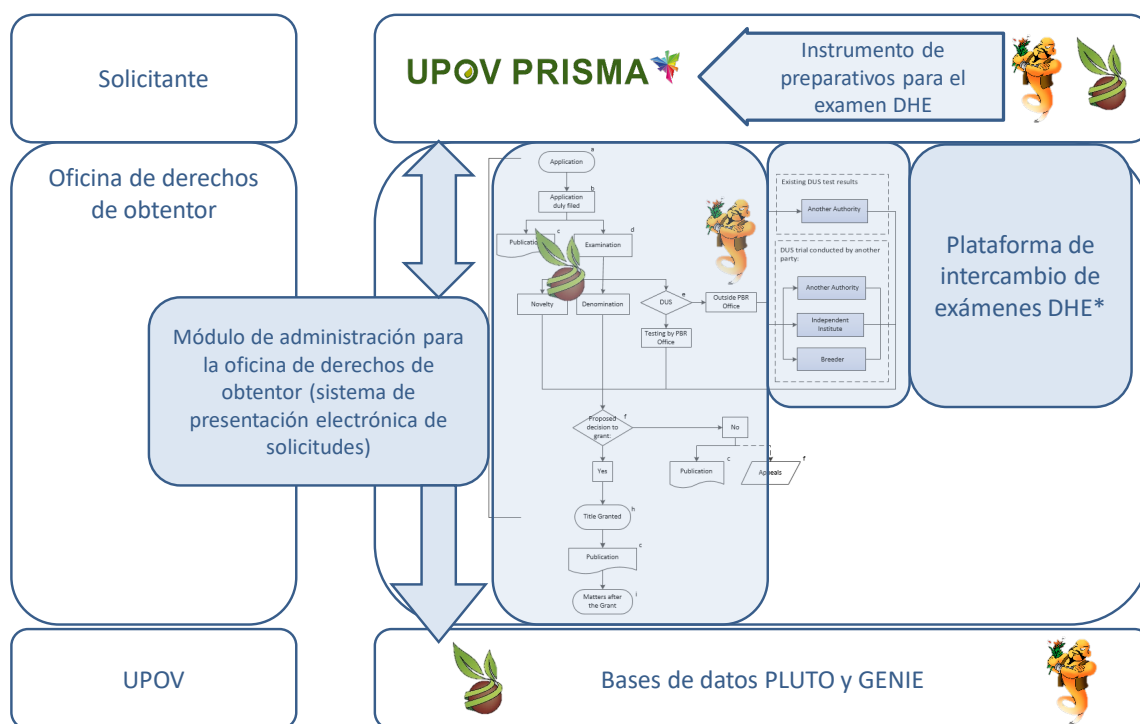 Solicitante
UPOV PRISMA
Instrumento de
preparativos para el
examen DHE
Oficina de derechos
de obtentor
Módulo de administración para
la oficina de derechos de
obtentor (sistema de
presentación electrónica de
solicitudes)
a
Application
b
Application
duly filed
c
Publication
d
Examination
Novelty
Denomination
e
DUS
Outside PBR
Office
Testing by PBR
Office
Existing DUS test results
Another Authority
DUS trial conducted by another
party:
Another Authority
Independent
Institute
Breeder
Plataforma de
intercambio de
exámenes DHE*
f
Proposed
decision to
grant:
No
Yes
c
Publication
f
Appeals
h
Title Granted
c
Publication
i
Matters after
the Grant
UPOV
Bases de datos PLUTO y GENIE